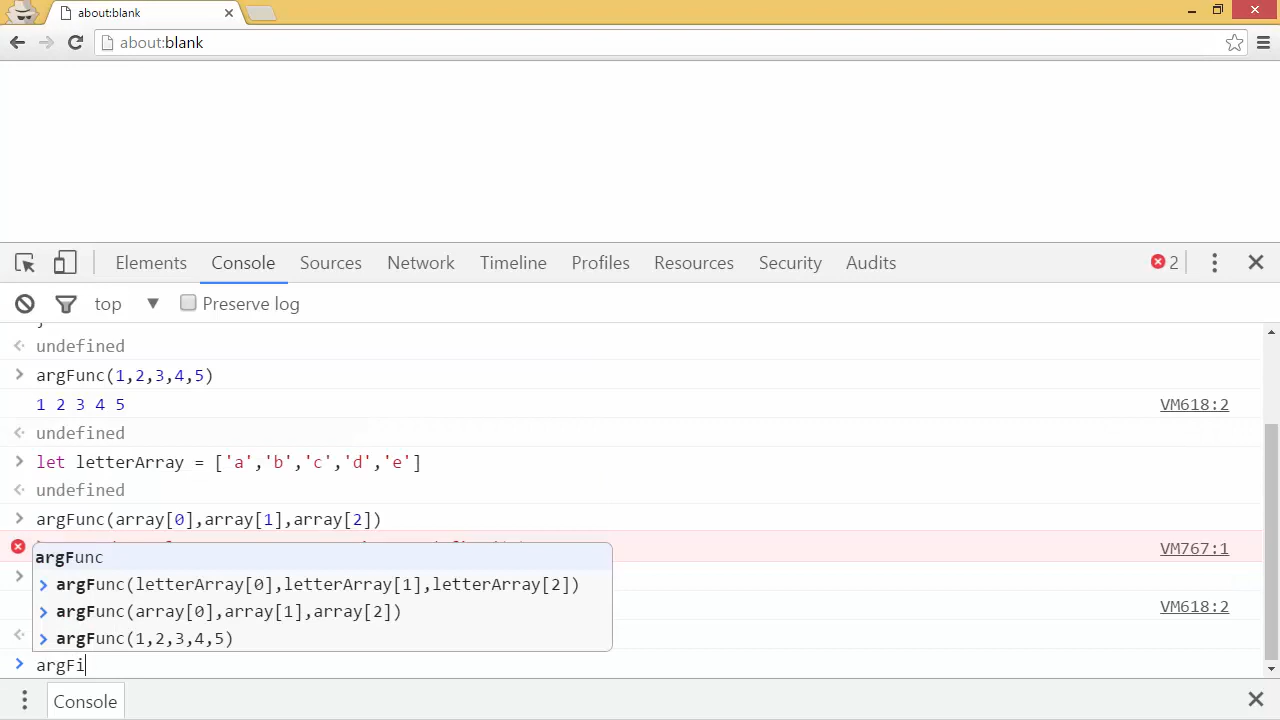 about:blank
about:blank
Elements Console Sources Network Timeline Profiles Resources Security Audits 2
top Preserve log
undefined
argFunc(1,2,3,4,5)
1 2 3 4 5 VM618:2
undefined
let letterArray = ['a','b','c','d','e']
undefined
argFunc(array[0],array[1],array[2])
VM767:1
argFunc
argFunc(letterArray[0],letterArray[1],letterArray[2])
argFunc(array[0],array[1],array[2])
VM618:2
argFunc(1,2,3,4,5)
argFi
Console